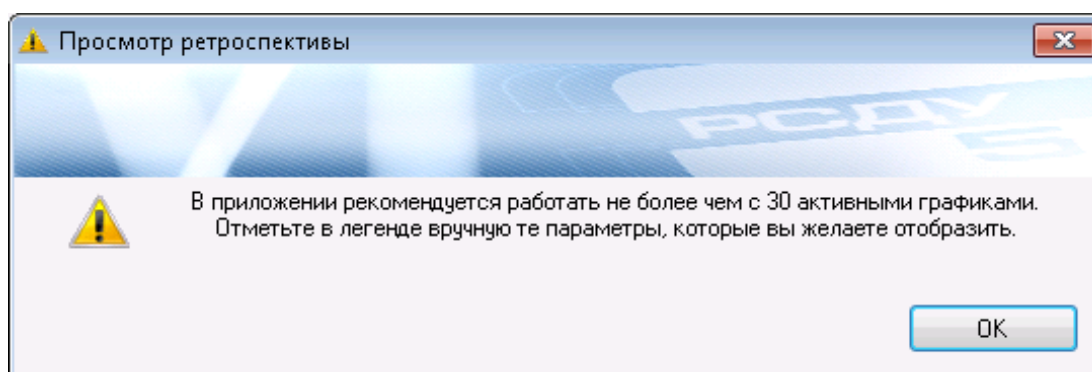 Просмотр ретроспективы
РСДУ
5
В приложении рекомендуется работать не более чем с 30 активными графиками.
Отметьте в легенде вручную те параметры, которые вы желаете отобразить.
OK